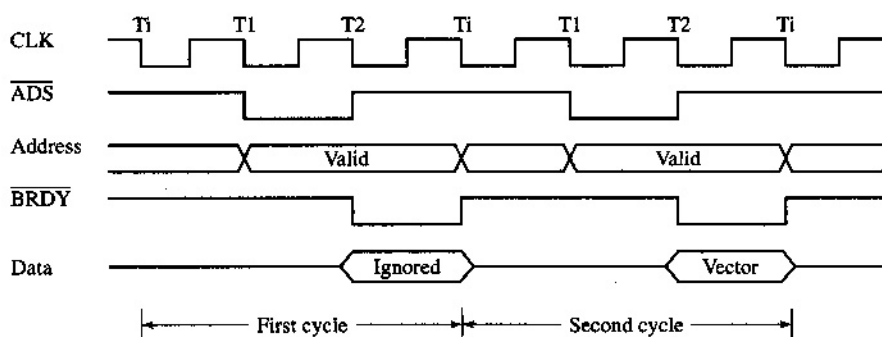 Ti T1 T2 Ti T1 T2 Ti
CLK
ADS
Address Valid Valid
BRDY
Data Ignored Vector
First cycle Second cycle